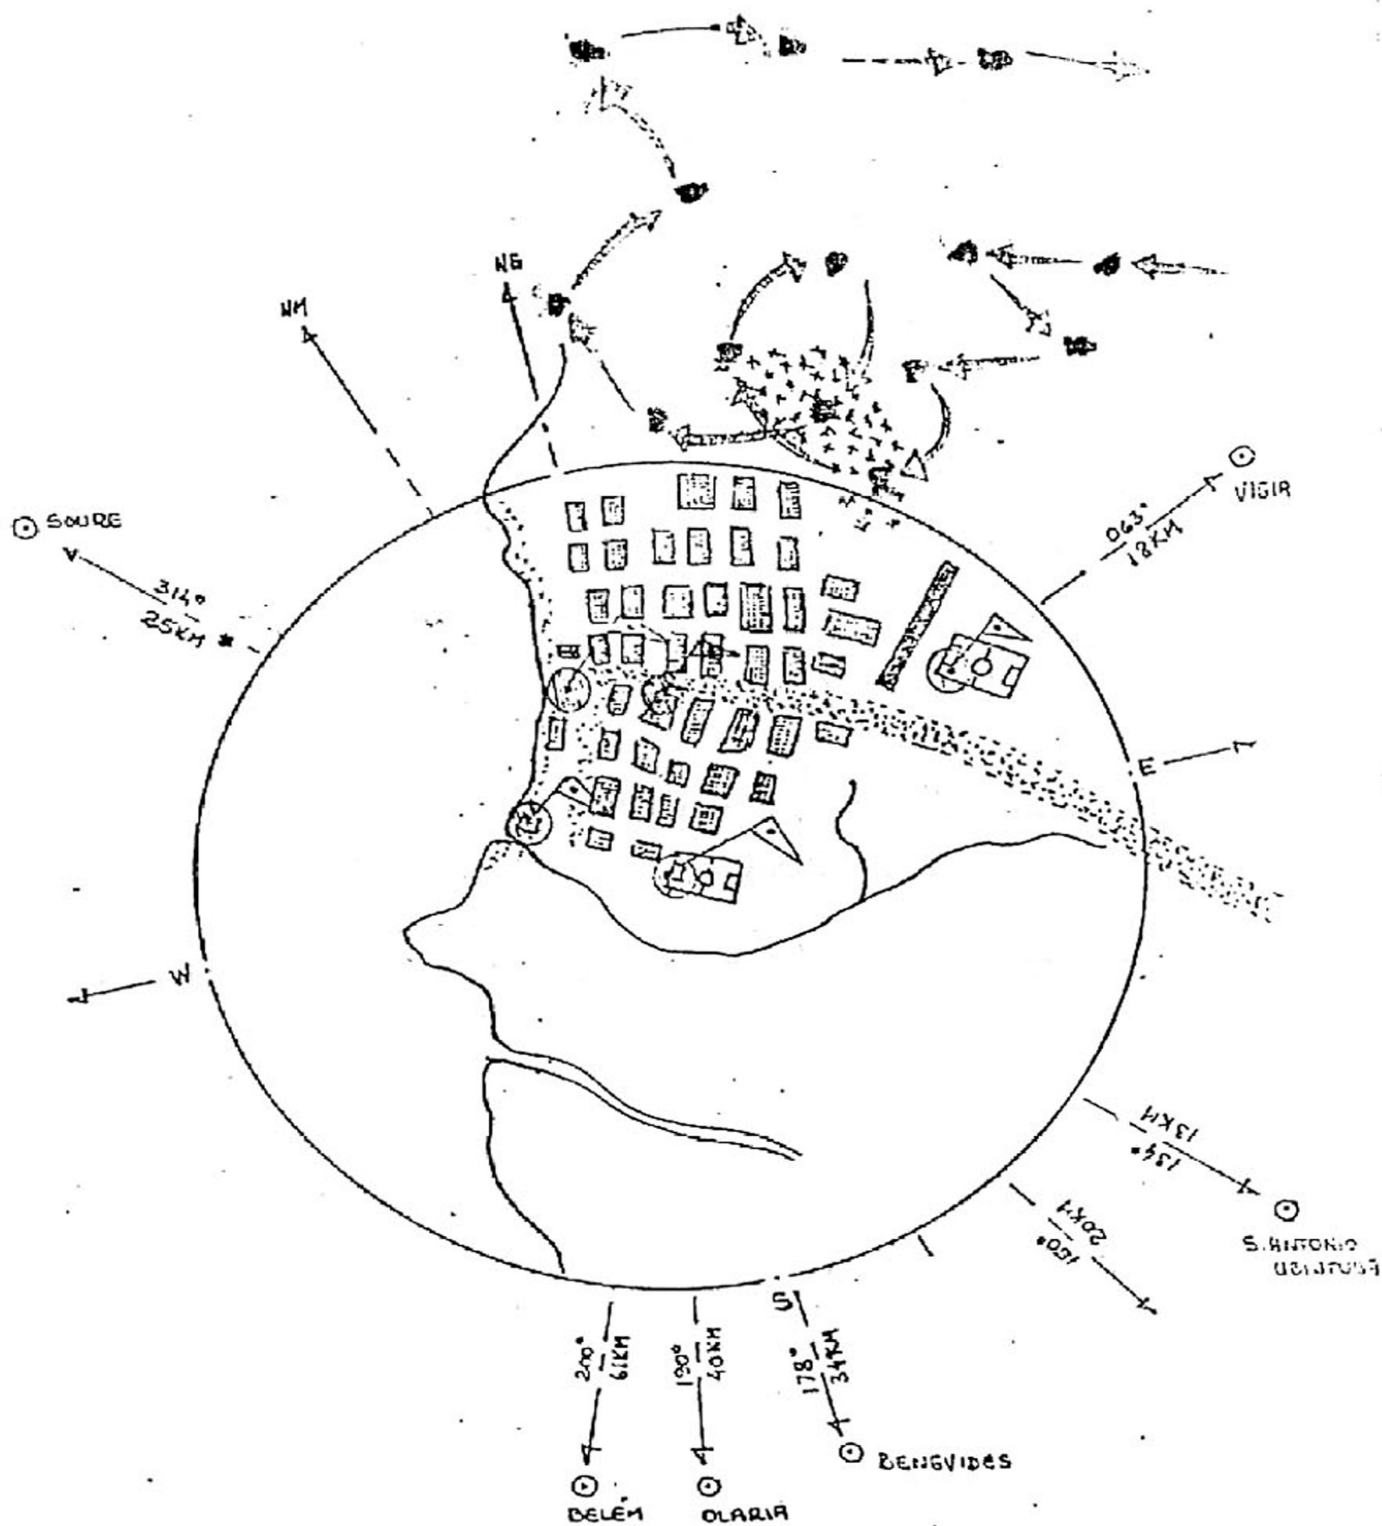 NG
NM
SOURE
314°
25KM *
VIGIA
063°
18KM
E
W
13KM
134°
S. ANTONIO
20KM
160°
S
200°
61KM
190°
40KM
178°
34KM
BENEVIDES
BELÉM
OLARIA